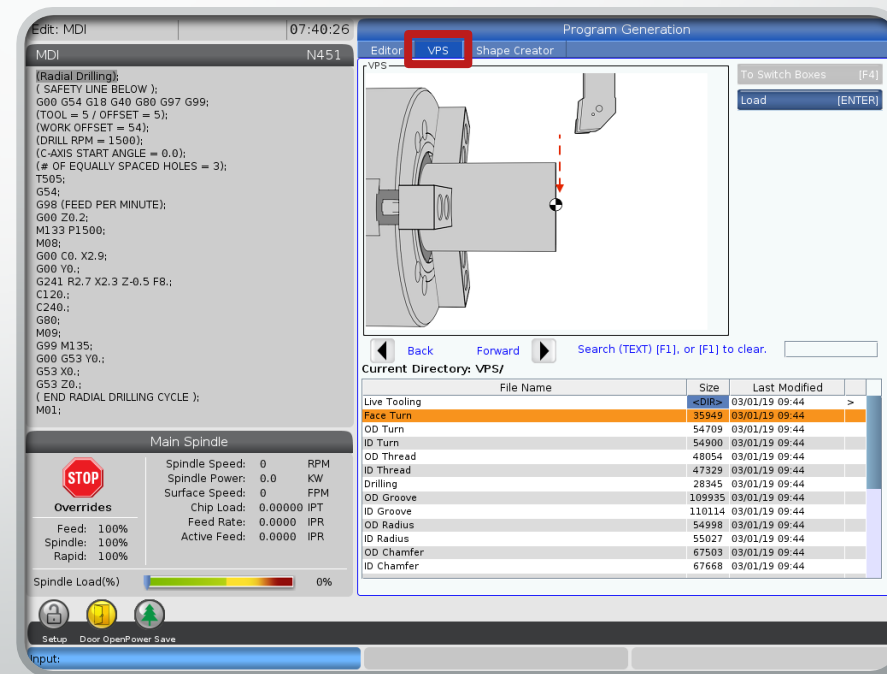 Edit: MDI
07:40:26
Program Generation
MDI
N451
(Radial Drilling);
( SAFETY LINE BELOW );
G00 G54 G18 G40 G80 G97 G99;
(TOOL = 5 / OFFSET = 5);
(WORK OFFSET = 54);
(DRILL RPM = 1500);
(C-AXIS START ANGLE = 0.0);
(# OF EQUALLY SPACED HOLES = 3);
T505;
G54;
G98 (FEED PER MINUTE);
G00 Z0.2;
M133 P1500;
M08;
G00 C0. X2.9;
G00 Y0.;
G241 R2.7 X2.3 Z-0.5 F8.;
C120.;
C240.;
G80;
M09;
G99 M135;
G00 G53 Y0.;
G53 X0.;
G53 Z0.;
( END RADIAL DRILLING CYCLE );
M01;
Editor VPS Shape Creator
VPS
To Switch Boxes [F4]
Load [ENTER]
Back Forward Search (TEXT) [F1], or [F1] to clear.
Current Directory: VPS/
File Name Size Last Modified
Live Tooling <DIR> 03/01/19 09:44 >
Face Turn 35949 03/01/19 09:44
OD Turn 54709 03/01/19 09:44
ID Turn 54900 03/01/19 09:44
OD Thread 48054 03/01/19 09:44
ID Thread 47329 03/01/19 09:44
Drilling 28345 03/01/19 09:44
OD Groove 109935 03/01/19 09:44
ID Groove 110114 03/01/19 09:44
OD Radius 54998 03/01/19 09:44
ID Radius 55027 03/01/19 09:44
OD Chamfer 67503 03/01/19 09:44
ID Chamfer 67668 03/01/19 09:44
Main Spindle
STOP
Overrides
Feed: 100%
Spindle: 100%
Rapid: 100%
Spindle Speed: 0 RPM
Spindle Power: 0.0 KW
Surface Speed: 0 FPM
Chip Load: 0.00000 IPT
Feed Rate: 0.0000 IPR
Active Feed: 0.0000 IPR
Spindle Load(%) 0%
Setup Door Open Power Save
Input: